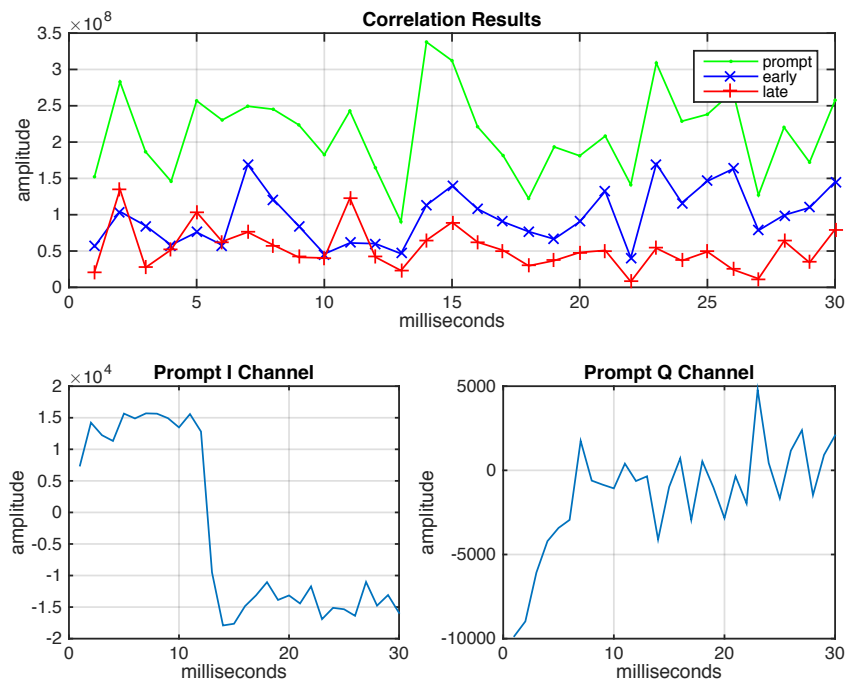 Correlation Results
×10^8
3.5
3
2.5
2
1.5
1
0.5
0
amplitude
prompt
early
late
0 5 10 15 20 25 30
milliseconds
Prompt I Channel
×10^4
2
1.5
1
0.5
0
-0.5
-1
-1.5
-2
amplitude
0 10 20 30
milliseconds
Prompt Q Channel
5000
0
-5000
-10000
amplitude
0 10 20 30
milliseconds